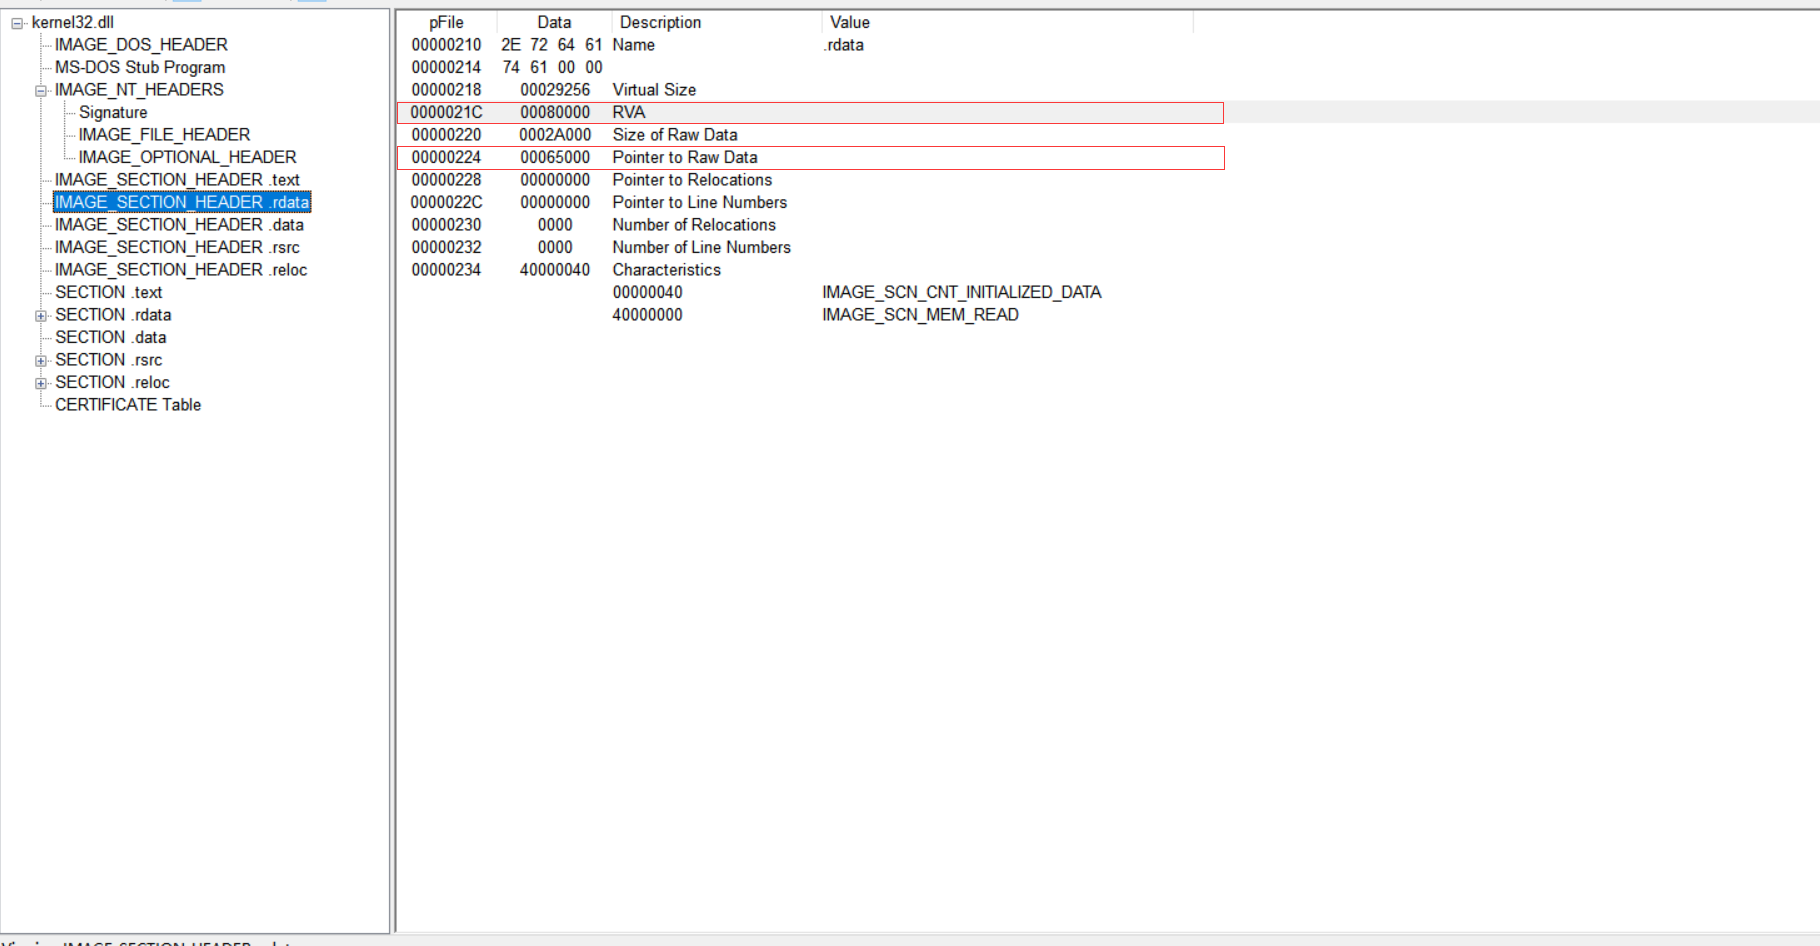 kernel32.dll
IMAGE_DOS_HEADER
MS-DOS Stub Program
IMAGE_NT_HEADERS
Signature
IMAGE_FILE_HEADER
IMAGE_OPTIONAL_HEADER
IMAGE_SECTION_HEADER .text
IMAGE_SECTION_HEADER .rdata
IMAGE_SECTION_HEADER .data
IMAGE_SECTION_HEADER .rsrc
IMAGE_SECTION_HEADER .reloc
SECTION .text
SECTION .rdata
SECTION .data
SECTION .rsrc
SECTION .reloc
CERTIFICATE Table
pFile Data Description Value
00000210 2E 72 64 61 Name .rdata
00000214 74 61 00 00
00000218 00029256 Virtual Size
0000021C 00080000 RVA
00000220 0002A000 Size of Raw Data
00000224 00065000 Pointer to Raw Data
00000228 00000000 Pointer to Relocations
0000022C 00000000 Pointer to Line Numbers
00000230 0000 Number of Relocations
00000232 0000 Number of Line Numbers
00000234 40000040 Characteristics
00000040 IMAGE_SCN_CNT_INITIALIZED_DATA
40000000 IMAGE_SCN_MEM_READ